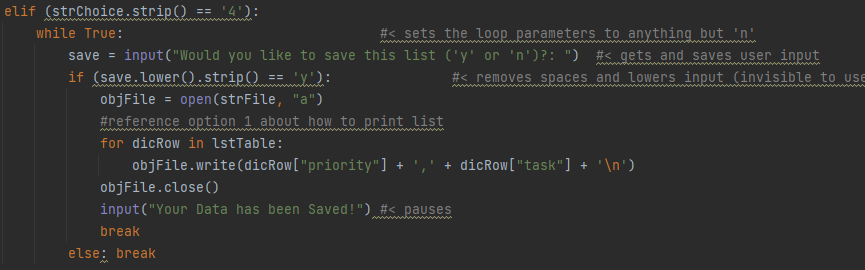 elif (strChoice.strip() == '4'):
    while True:                                #< sets the loop parameters to anything but 'n'
        save = input("Would you like to save this list ('y' or 'n')?: ")  #< gets and saves user input
        if (save.lower().strip() == 'y'):               #< removes spaces and lowers input (invisible to use
            objFile = open(strFile, "a")
            #reference option 1 about how to print list
            for dicRow in lstTable:
                objFile.write(dicRow["priority"] + ',' + dicRow["task"] + '\n')
            objFile.close()
            input("Your Data has been Saved!") #< pauses
            break
        else: break